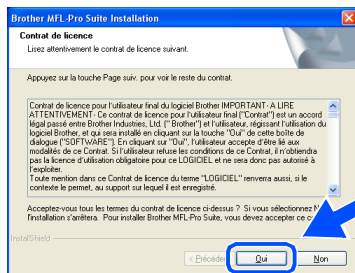 Brother MFL-Pro Suite Installation
Contrat de licence
Lisez attentivement le contrat de licence suivant.
Appuyez sur la touche Page suiv. pour voir le reste du contrat.
Contrat de licence pour l'utilisateur final du logiciel Brother IMPORTANT- A LIRE
ATTENTIVEMENT- Ce contrat de licence pour l'utilisateur final ("Contrat") est un accord
légal passé entre Brother Industries, Ltd. (" Brother") et l'utilisateur, régissant l'utilisation du
logiciel Brother, et qui sera installé en cliquant sur la touche "Oui" de cette boîte de
dialogue ("SOFTWARE"). En cliquant sur "Oui", l'utilisateur accepte d'être lié aux
modalités de ce Contrat. Si l'utilisateur refuse les conditions de ce Contrat, il n'obtiendra
pas la licence d'utilisation obligatoire pour ce LOGICIEL et ne sera donc pas autorisé à
l'exploiter.
Toute mention dans ce Contrat de licence du terme "LOGICIEL" renverra aussi, si le
contexte le permet, au support sur lequel il est enregistré.
Acceptez-vous tous les termes du contrat de licence ci-dessus ? Si vous sélectionnez
l'installation s'arrêtera. Pour installer Brother MFL-Pro Suite, vous devez accepter ce
InstallShield
< Précéde
Oui
Non